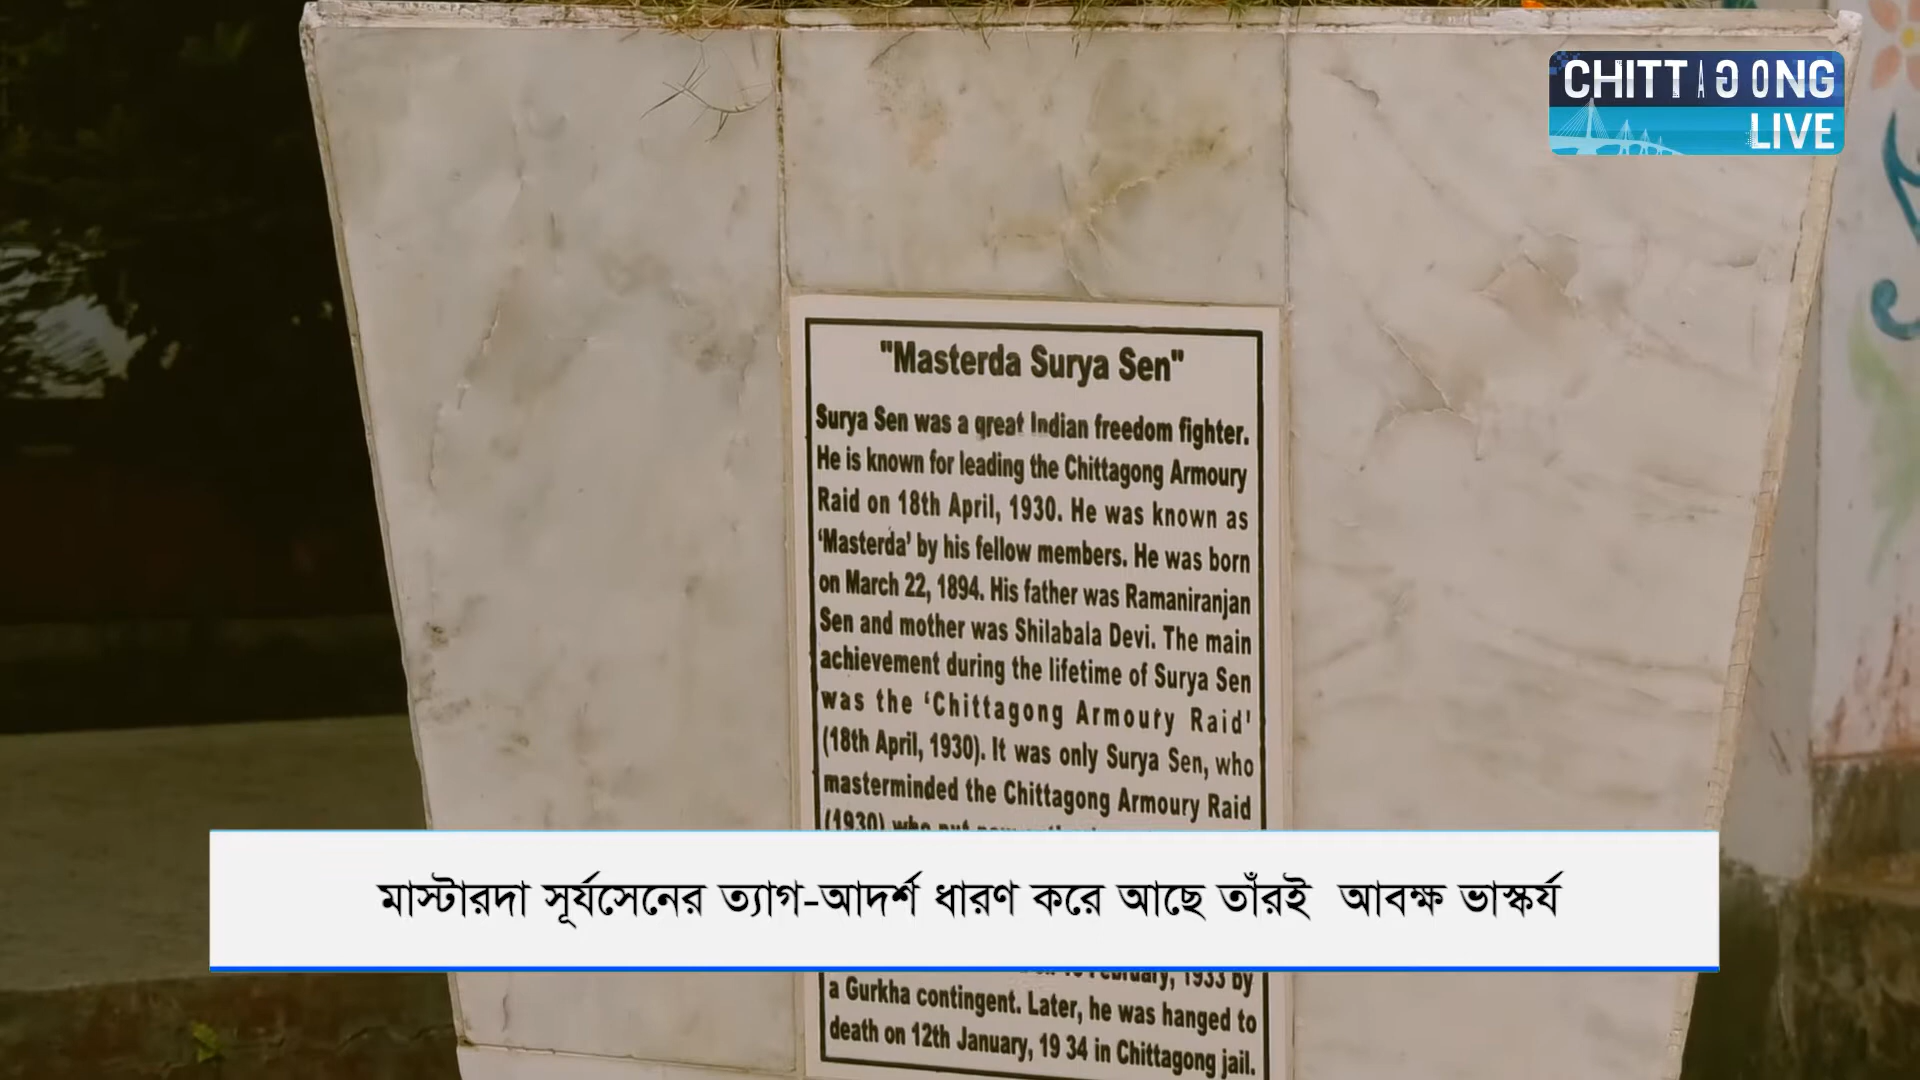 CHITTAGONG
LIVE
"Masterda Surya Sen"
Surya Sen was a great Indian freedom fighter.
He is known for leading the Chittagong Armoury
Raid on 18th April, 1930. He was known as
‘Masterda’ by his fellow members. He was born
on March 22, 1894. His father was Ramaniranjan
Sen and mother was Shilabala Devi. The main
achievement during the lifetime of Surya Sen
was the ‘Chittagong Armoury Raid’
(18th April, 1930). It was only Surya Sen, who
masterminded the Chittagong Armoury Raid
(1930) who put
February, 1933 by
a Gurkha contingent. Later, he was hanged to
death on 12th January, 19 34 in Chittagong jail.
মাস্টারদা সূর্যসেনের ত্যাগ-আদর্শ ধারণ করে আছে তাঁরই আবক্ষ ভাস্কর্য